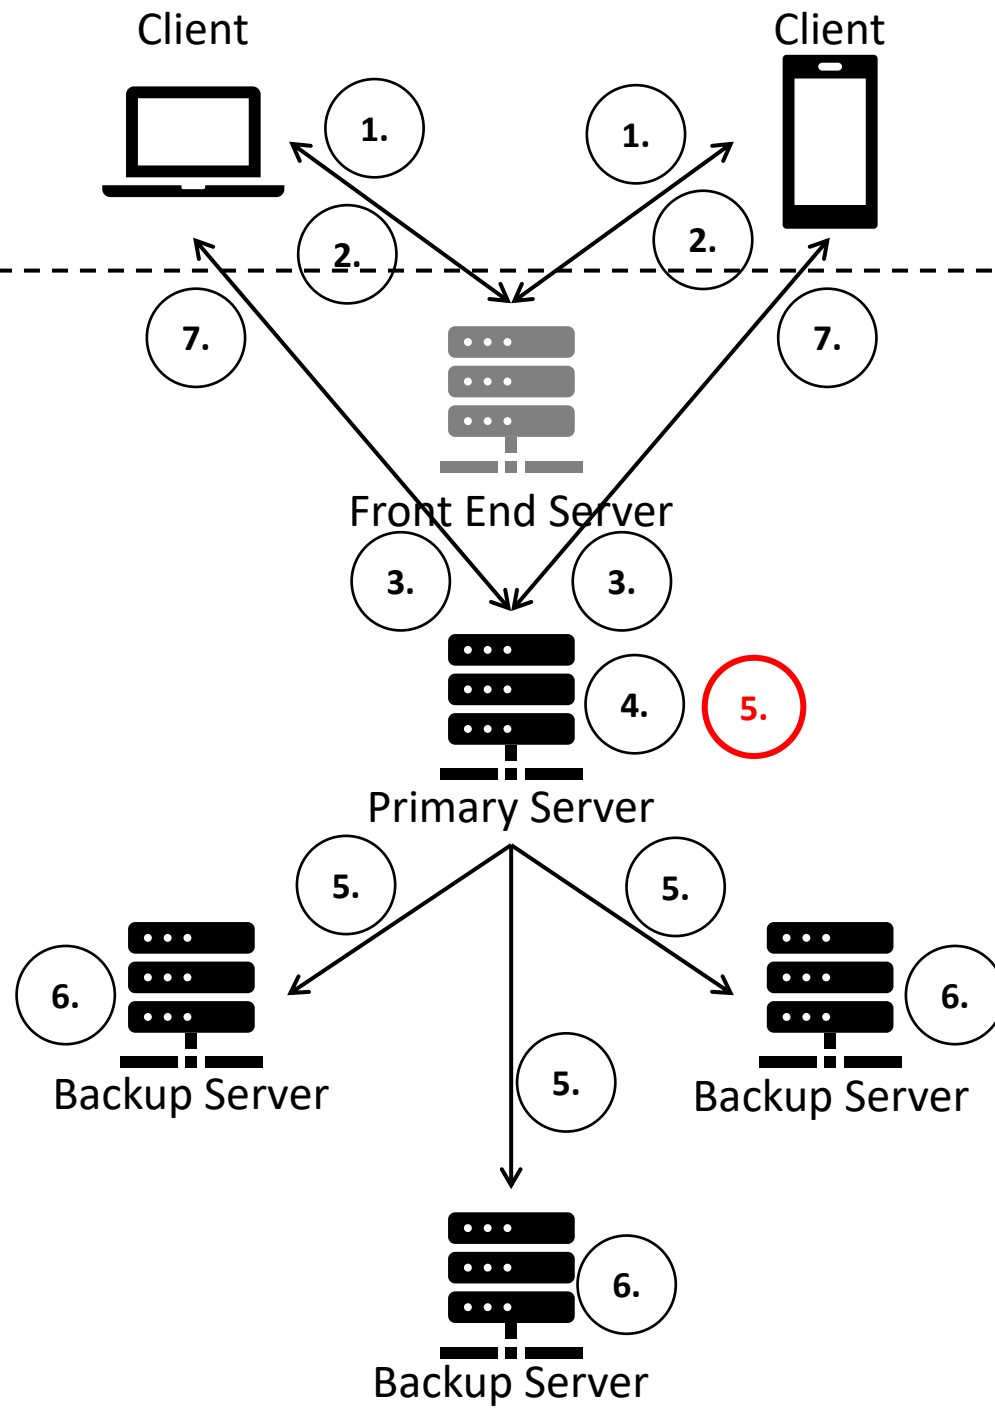 Client
Client
1.
1.
2.
2.
7.
7.
Front End Server
3.
3.
4.
5.
Primary Server
5.
5.
6.
6.
Backup Server
5.
Backup Server
6.
Backup Server